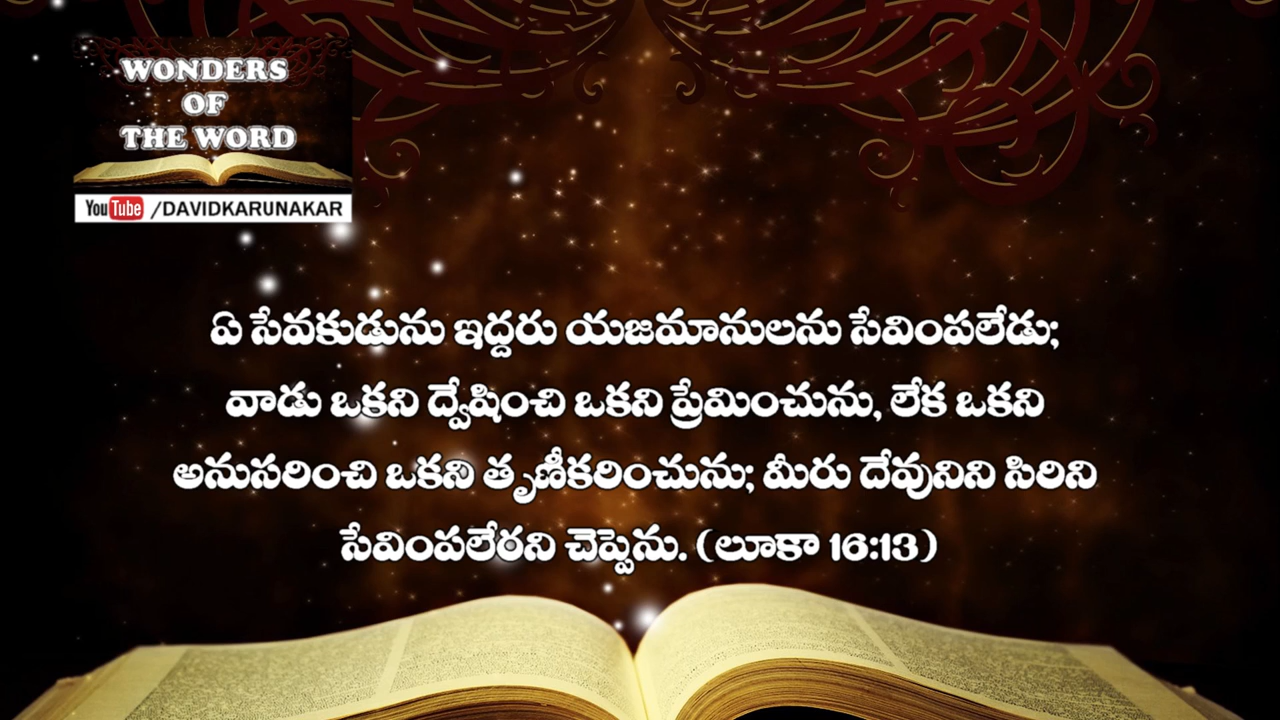 WONDERS
OF
THE WORD
YouTube /DAVIDKARUNAKAR
ఏ సేవకుడును ఇద్దరు యజమానులను సేవింపలేడు;
వాడు ఒకని ద్వేషించి ఒకని ప్రేమించును, లేక ఒకని
అనుసరించి ఒకని తృణీకరించును; మీరు దేవునిని సిరిని
సేవింపలేరని చెప్పెను. (లూకా 16:13)